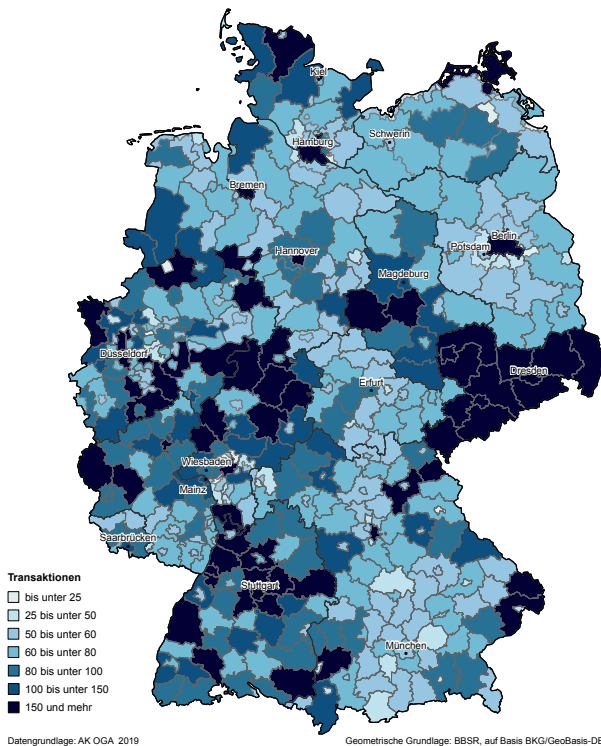 Kiel
Schwerin
Hamburg
Bremen
Berlin
Potsdam
Hannover
Magdeburg
Düsseldorf
Dresden
Erfurt
Wiesbaden
Mainz
Saarbrücken
Stuttgart
München
Transaktionen
bis unter 25
25 bis unter 50
50 bis unter 60
60 bis unter 80
80 bis unter 100
100 bis unter 150
150 und mehr
Datengrundlage: AK OGA 2019
Geometrische Grundlage: BBSR, auf Basis BKG/GeoBasis-DE